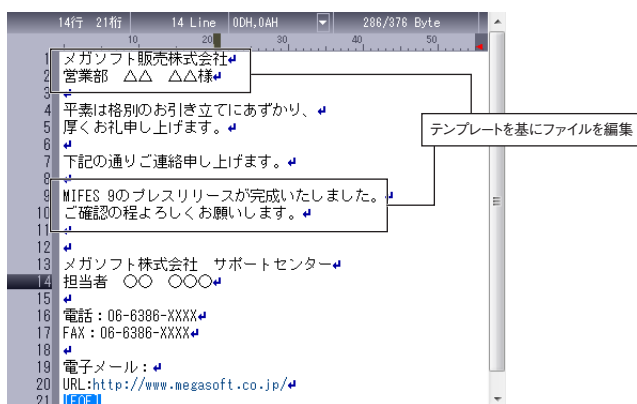 14行 21桁 14 Line 0DH,0AH 286/376 Byte
10 20 30 40 50
1 メガソフト販売株式会社
2 営業部 △△ △△様
3
4 平素は格別のお引き立てにあずかり、
5 厚くお礼申し上げます。
6
7 下記の通りご連絡申し上げます。
8
9 MIFES 9のプレスリリースが完成いたしました。
10 ご確認の程よろしくお願いします。
11
12
13 メガソフト株式会社 サポートセンター
14 担当者 ○○ ○○○
15
16 電話：06-6386-XXXX
17 FAX：06-6386-XXXX
18
19 電子メール：
20 URL:http://www.megasoft.co.jp/
21 [EOF]
テンプレートを基にファイルを編集